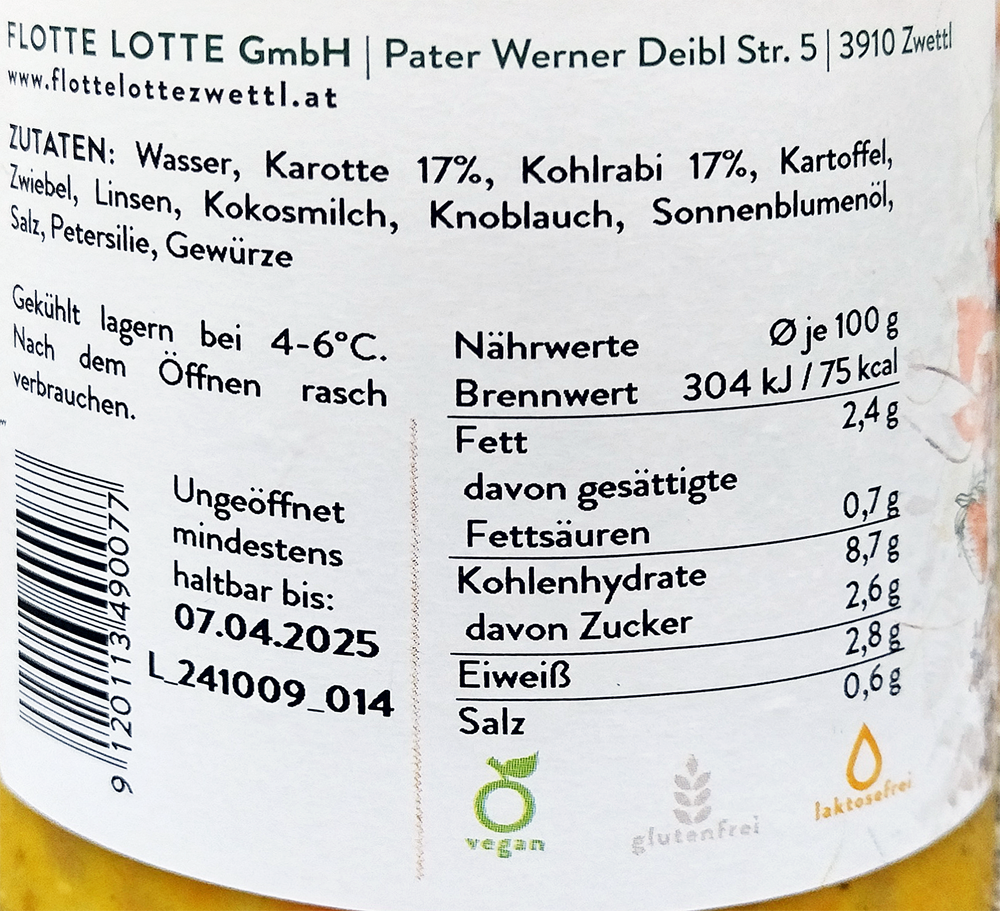 FLOTTE LOTTE GmbH | Pater Werner Deibl Str. 5 | 3910 Zwettl
www.flottelottezwettl.at
ZUTATEN: Wasser, Karotte 17%, Kohlrabi 17%, Kartoffel,
Zwiebel, Linsen, Kokosmilch, Knoblauch, Sonnenblumenöl,
Salz, Petersilie, Gewürze
Gekühlt lagern bei 4-6°C.
Nach dem Öffnen rasch
verbrauchen.
Ungeöffnet
mindestens
haltbar bis:
07.04.2025
L_241009_014
9 120113 490077
Nährwerte Ø je 100 g
Brennwert 304 kJ / 75 kcal
Fett 2,4 g
davon gesättigte
Fettsäuren 0,7 g
Kohlenhydrate 8,7 g
davon Zucker 2,6 g
Eiweiß 2,8 g
Salz 0,6 g
vegan
glutenfrei
laktosefrei